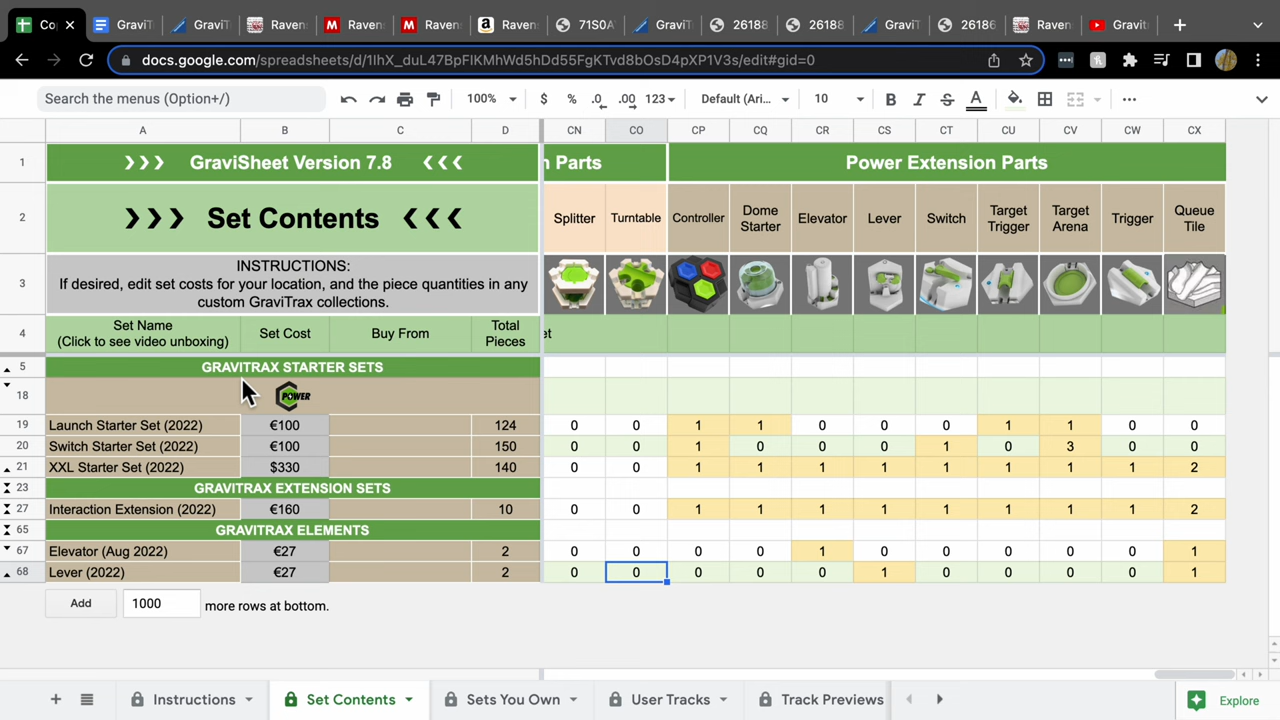 Co
Gravi
GraviT
Raven
Raven
Raven
Raven
71S0A
GraviT
26188
26188
GraviT
26186
Raven
Gravit
docs.google.com/spreadsheets/d/1lhX_duL47BpFIKMhWd5hDd55FgKTvd8bOsD4pXP1V3s/edit#gid=0
Search the menus (Option+/)
100%
$ % .0 .00 123
Default (Ari...
10
B I S A
A B C D CN CO CP CQ CR CS CT CU CV CW CX
1 ❯❯❯ GraviSheet Version 7.8 ❮❮❮ n Parts Power Extension Parts
2 ❯❯❯ Set Contents ❮❮❮
Splitter
Turntable
Controller
Dome
Starter
Elevator
Lever
Switch
Target
Trigger
Target
Arena
Trigger
Queue
Tile
3
INSTRUCTIONS:
If desired, edit set costs for your location, and the piece quantities in any
custom GraviTrax collections.
4
Set Name
(Click to see video unboxing)
Set Cost
Buy From
Total
Pieces
et
5 GRAVITRAX STARTER SETS
18 POWER
19 Launch Starter Set (2022) €100 124 0 0 1 1 0 0 0 1 1 0 0
20 Switch Starter Set (2022) €100 150 0 0 1 0 0 0 1 0 3 0 0
21 XXL Starter Set (2022) $330 140 0 0 1 1 1 1 1 1 1 1 2
23 GRAVITRAX EXTENSION SETS
27 Interaction Extension (2022) €160 10 0 0 1 1 1 1 1 1 1 1 2
65 GRAVITRAX ELEMENTS
67 Elevator (Aug 2022) €27 2 0 0 0 0 1 0 0 0 0 0 1
68 Lever (2022) €27 2 0 0 0 0 0 1 0 0 0 0 1
Add 1000 more rows at bottom.
Instructions
Set Contents
Sets You Own
User Tracks
Track Previews
Explore